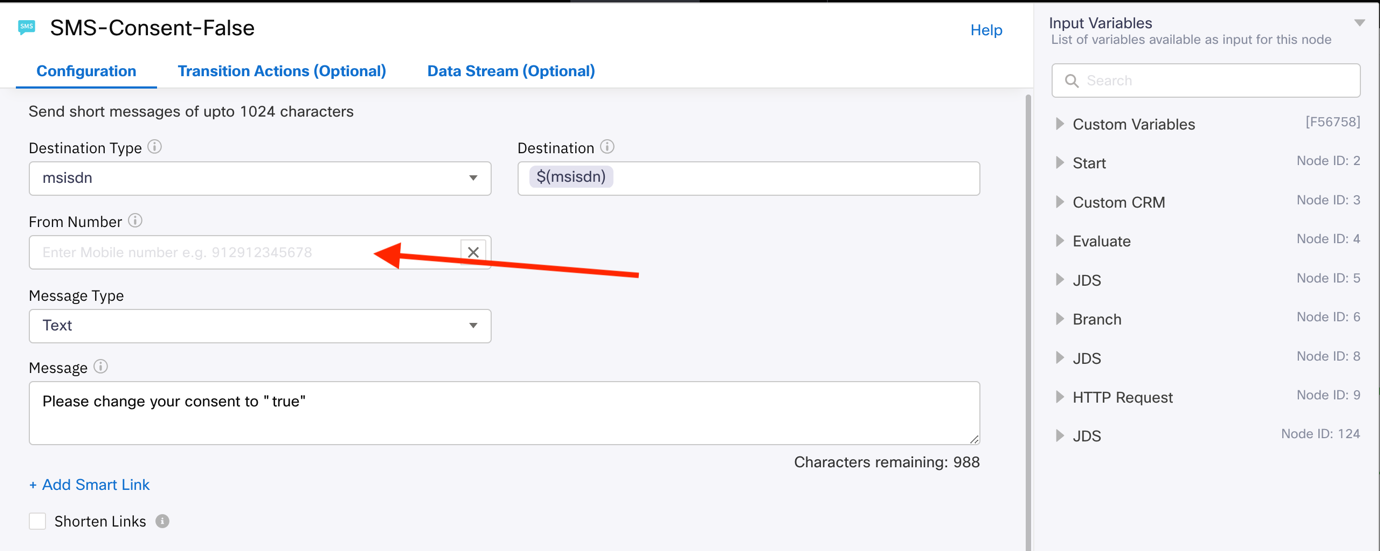 SMS
SMS-Consent-False
Help
Configuration
Transition Actions (Optional)
Data Stream (Optional)
Send short messages of upto 1024 characters
Destination Type
Destination
msisdn
$(msisdn)
From Number
Enter Mobile number e.g. 912912345678
Message Type
Text
Message
Please change your consent to "true"
Characters remaining: 988
+ Add Smart Link
Shorten Links
Input Variables
List of variables available as input for this node
Search
Custom Variables [F56758]
Start Node ID: 2
Custom CRM Node ID: 3
Evaluate Node ID: 4
JDS Node ID: 5
Branch Node ID: 6
JDS Node ID: 8
HTTP Request Node ID: 9
JDS Node ID: 124